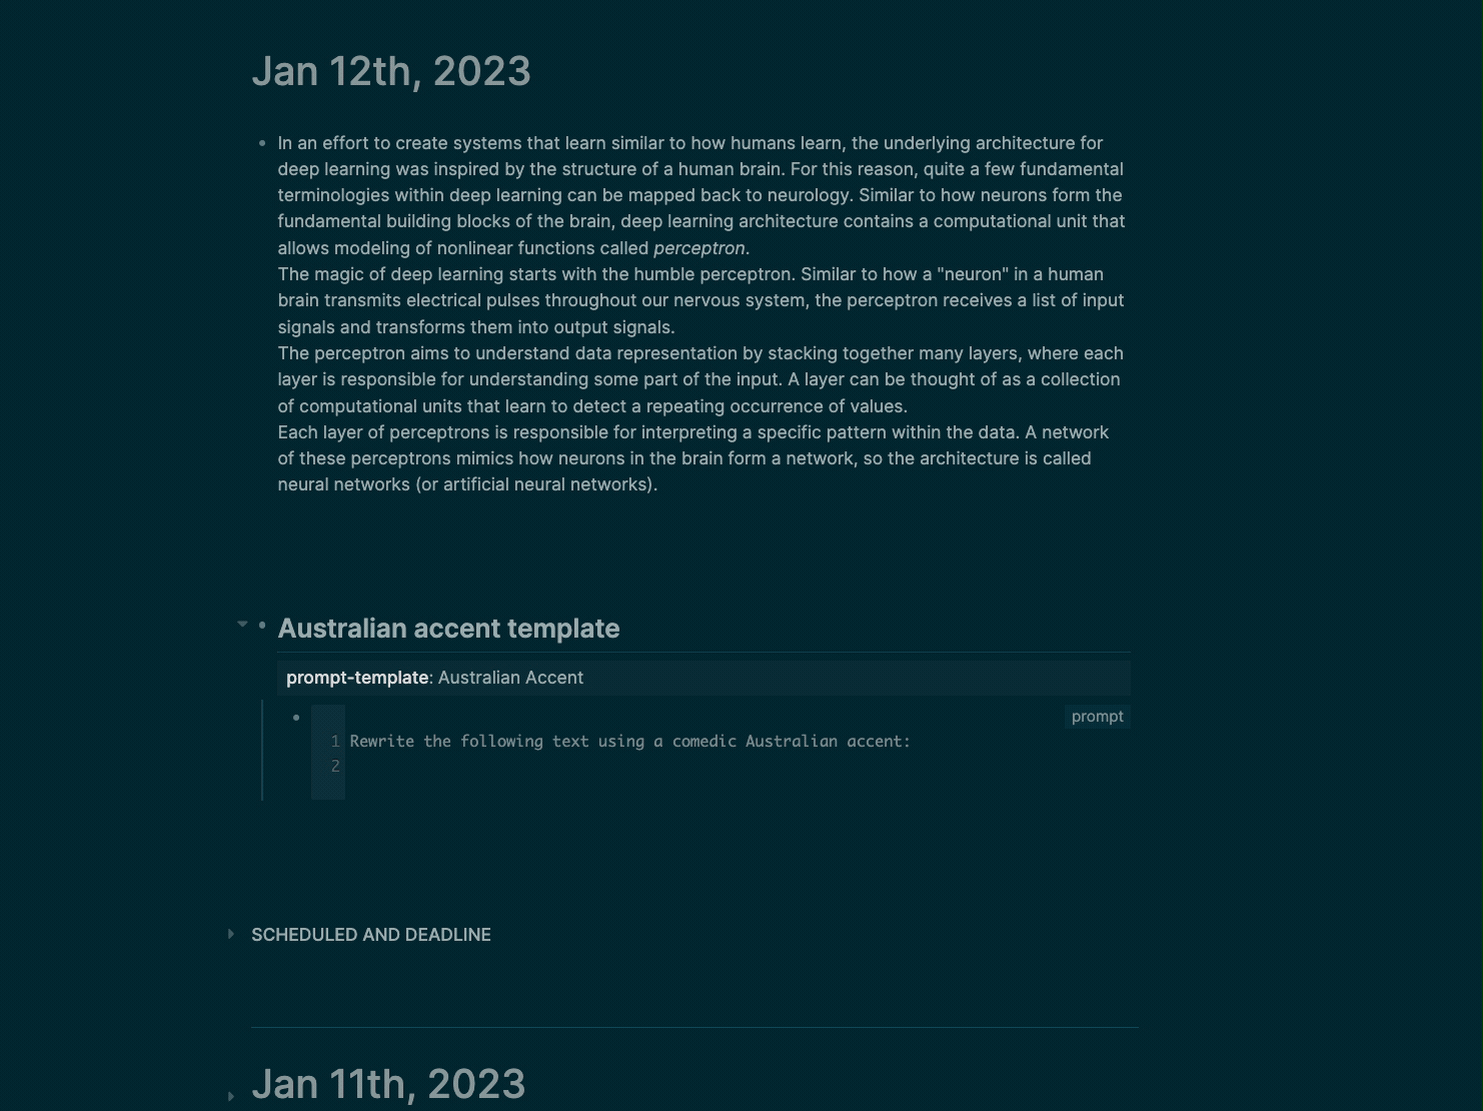 Jan 12th, 2023
In an effort to create systems that learn similar to how humans learn, the underlying architecture for
deep learning was inspired by the structure of a human brain. For this reason, quite a few fundamental
terminologies within deep learning can be mapped back to neurology. Similar to how neurons form the
fundamental building blocks of the brain, deep learning architecture contains a computational unit that
allows modeling of nonlinear functions called perceptron.
The magic of deep learning starts with the humble perceptron. Similar to how a "neuron" in a human
brain transmits electrical pulses throughout our nervous system, the perceptron receives a list of input
signals and transforms them into output signals.
The perceptron aims to understand data representation by stacking together many layers, where each
layer is responsible for understanding some part of the input. A layer can be thought of as a collection
of computational units that learn to detect a repeating occurrence of values.
Each layer of perceptrons is responsible for interpreting a specific pattern within the data. A network
of these perceptrons mimics how neurons in the brain form a network, so the architecture is called
neural networks (or artificial neural networks).
Australian accent template
prompt-template: Australian Accent
prompt
1 Rewrite the following text using a comedic Australian accent:
2
SCHEDULED AND DEADLINE
Jan 11th, 2023